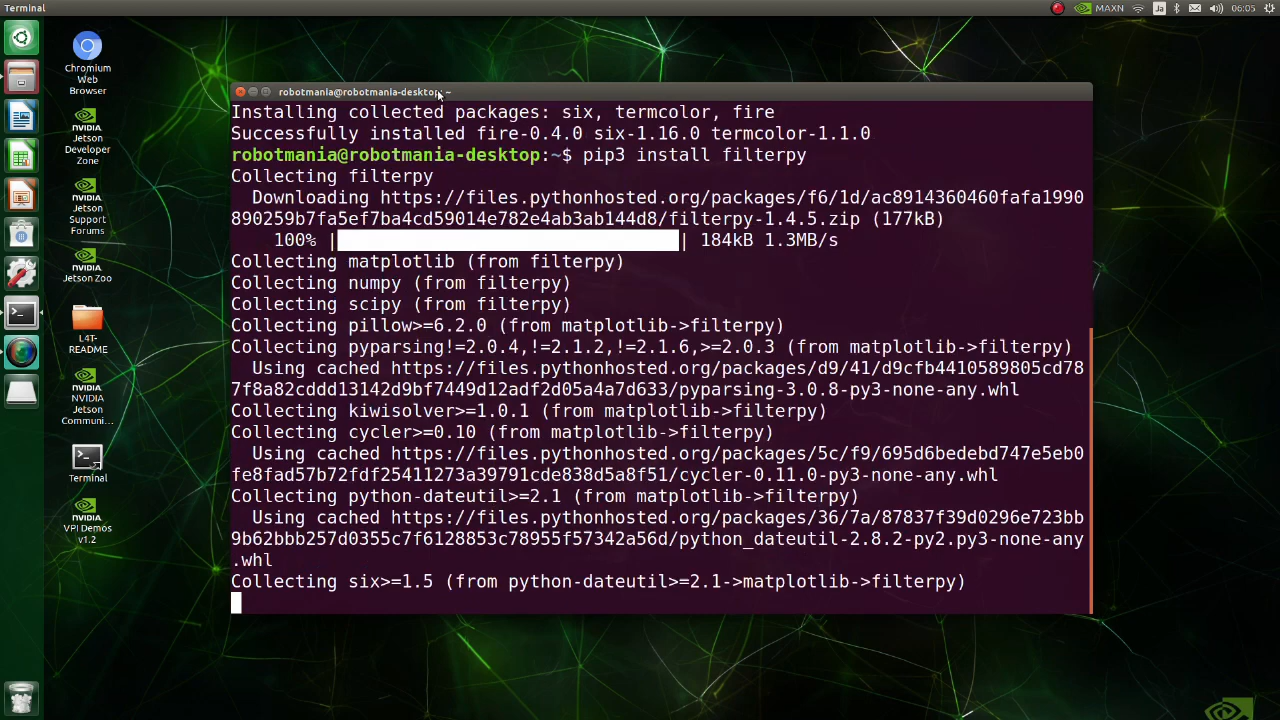 Terminal
MAXN
Ja
06:05
Chromium
Web
Browser
NVIDIA
Jetson
Developer
Zone
NVIDIA
Jetson
Support
Forums
NVIDIA
Jetson Zoo
L4T-
README
NVIDIA
NVIDIA
Jetson
Communi...
Terminal
NVIDIA
VPI Demos
v1.2
robotmania@robotmania-desktop: ~
Installing collected packages: six, termcolor, fire
Successfully installed fire-0.4.0 six-1.16.0 termcolor-1.1.0
robotmania@robotmania-desktop:~$ pip3 install filterpy
Collecting filterpy
Downloading https://files.pythonhosted.org/packages/f6/1d/ac8914360460fafa1990
890259b7fa5ef7ba4cd59014e782e4ab3ab144d8/filterpy-1.4.5.zip (177kB)
100% || 184kB 1.3MB/s
Collecting matplotlib (from filterpy)
Collecting numpy (from filterpy)
Collecting scipy (from filterpy)
Collecting pillow>=6.2.0 (from matplotlib->filterpy)
Collecting pyparsing!=2.0.4,!=2.1.2,!=2.1.6,>=2.0.3 (from matplotlib->filterpy)
Using cached https://files.pythonhosted.org/packages/d9/41/d9cfb4410589805cd78
7f8a82cddd13142d9bf7449d12adf2d05a4a7d633/pyparsing-3.0.8-py3-none-any.whl
Collecting kiwisolver>=1.0.1 (from matplotlib->filterpy)
Collecting cycler>=0.10 (from matplotlib->filterpy)
Using cached https://files.pythonhosted.org/packages/5c/f9/695d6bedebd747e5eb0
fe8fad57b72fdf25411273a39791cde838d5a8f51/cycler-0.11.0-py3-none-any.whl
Collecting python-dateutil>=2.1 (from matplotlib->filterpy)
Using cached https://files.pythonhosted.org/packages/36/7a/87837f39d0296e723bb
9b62bbb257d0355c7f6128853c78955f57342a56d/python_dateutil-2.8.2-py2.py3-none-any
.whl
Collecting six>=1.5 (from python-dateutil>=2.1->matplotlib->filterpy)